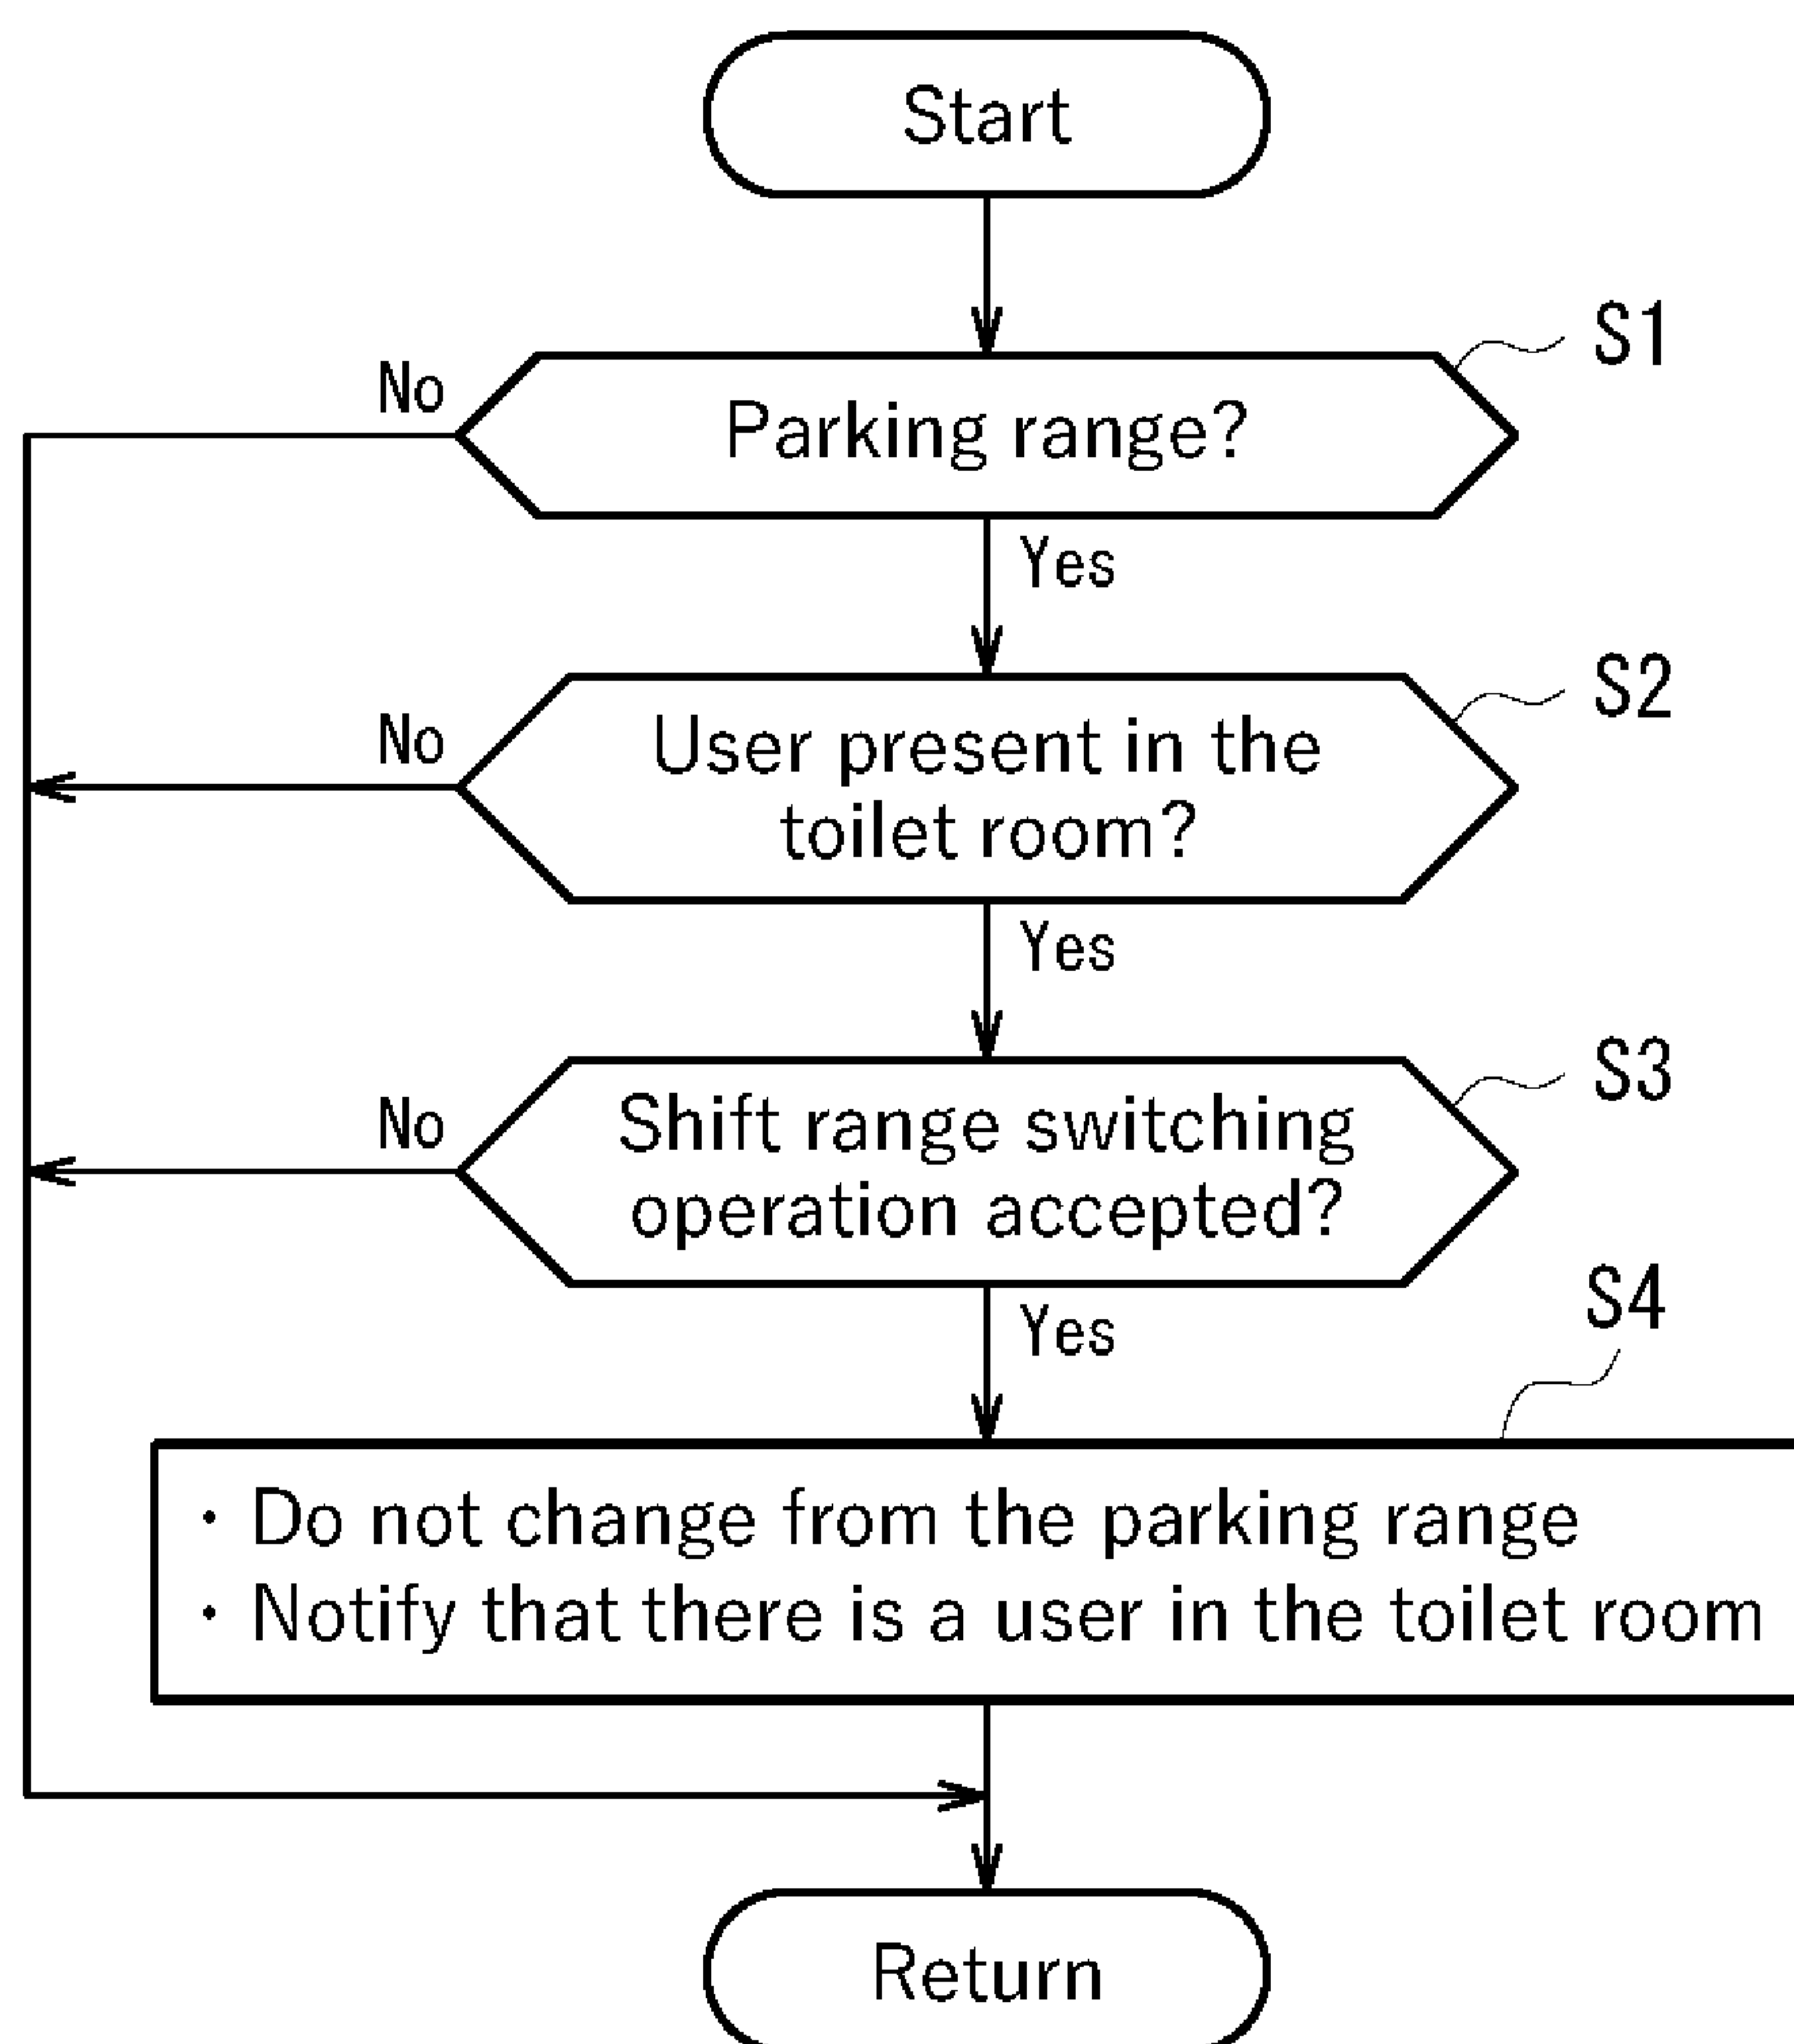 Start
S1
No
Parking range?
Yes
S2
No
User present in the
toilet room?
Yes
S3
No
Shift range switching
operation accepted?
Yes
S4
・ Do not change from the parking range
・ Notify that there is a user in the toilet room
Return